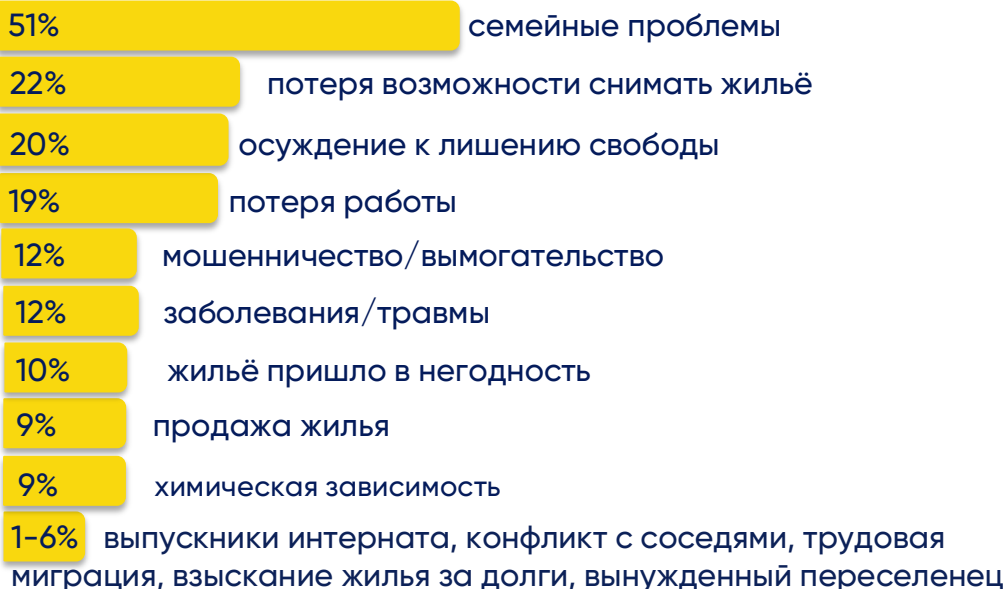 51% семейные проблемы
22% потеря возможности снимать жильё
20% осуждение к лишению свободы
19% потеря работы
12% мошенничество/вымогательство
12% заболевания/травмы
10% жильё пришло в негодность
9% продажа жилья
9% химическая зависимость
1-6% выпускники интерната, конфликт с соседями, трудовая
миграция, взыскание жилья за долги, вынужденный переселенец